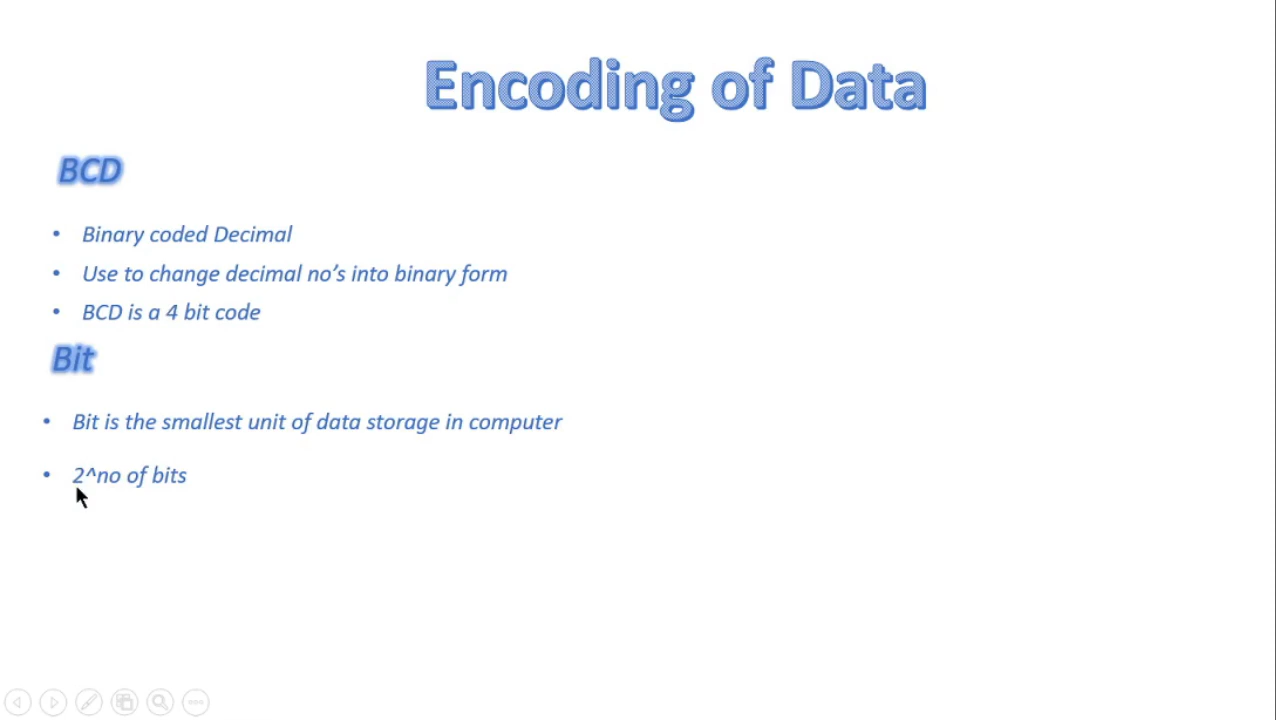 Encoding of Data
BCD
• Binary coded Decimal
• Use to change decimal no’s into binary form
• BCD is a 4 bit code
Bit
• Bit is the smallest unit of data storage in computer
• 2^no of bits